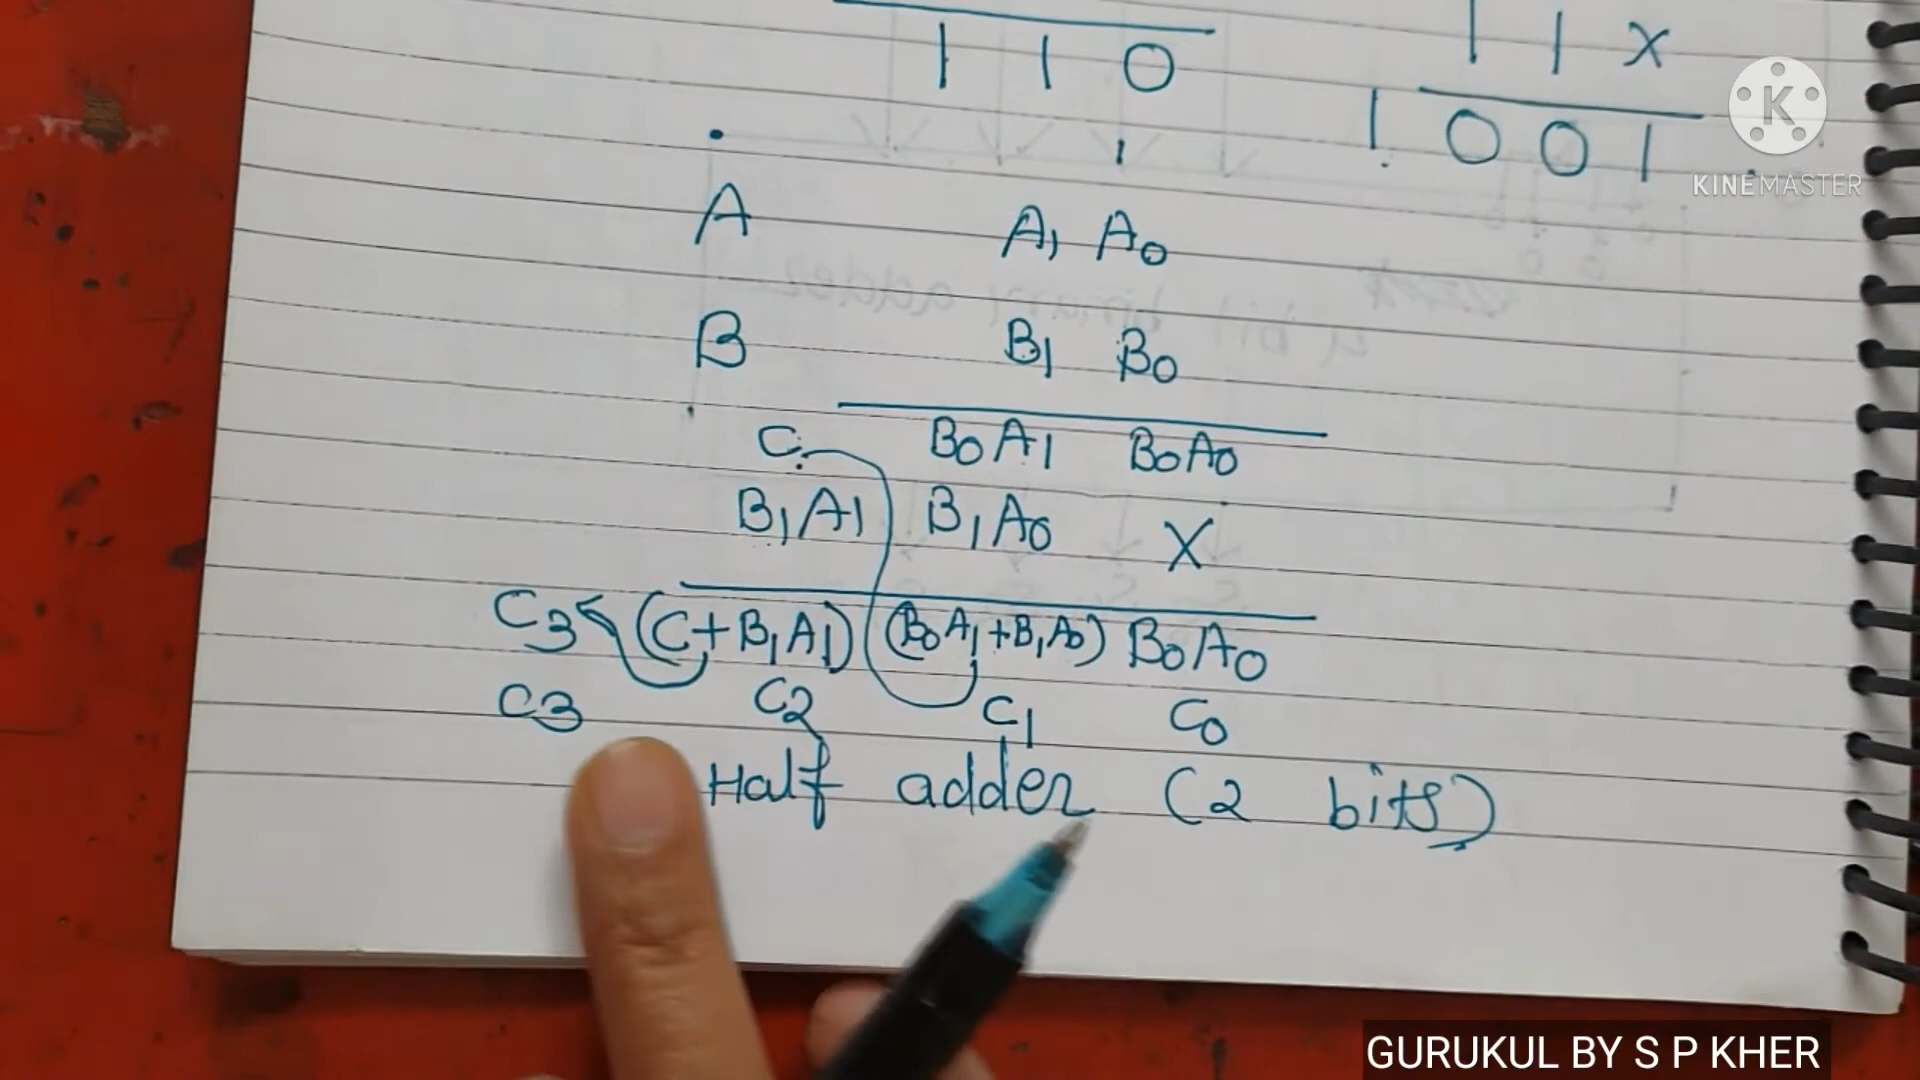 1 1 0
1 1 x
1 0 0 1
K
KINEMASTER
A A1 A0
B B1 B0
C B0A1 B0A0
B1A1 B1A0 X
C3 (C+B1A1) (B0A1+B1A0) B0A0
C3 C2 C1 C0
Half adder (2 bits)
GURUKUL BY S P KHER